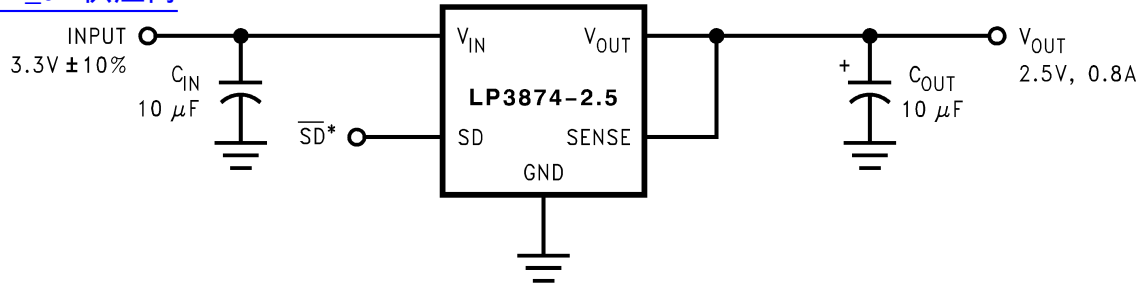 INPUT
3.3V ±10%
C_IN
10 μF
SD*
V_IN
V_OUT
LP3874-2.5
SD
SENSE
GND
+
C_OUT
10 μF
V_OUT
2.5V, 0.8A